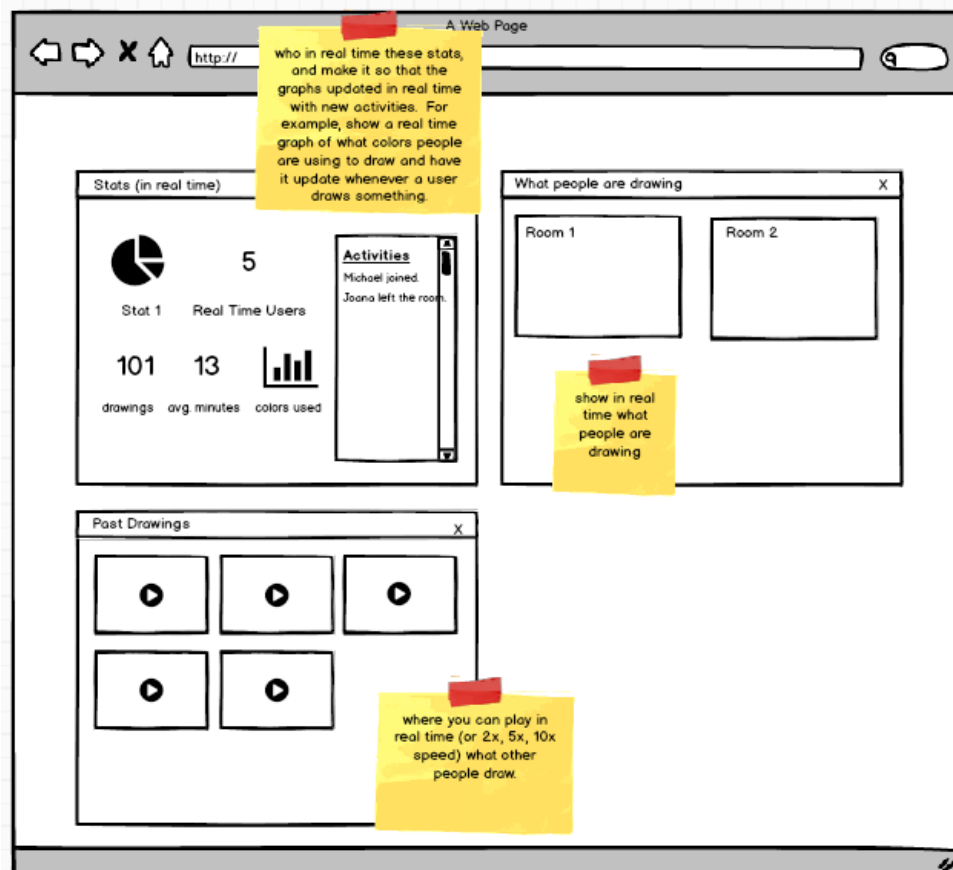 A Web Page
http://
who in real time these stats,
and make it so that the
graphs updated in real time
with new activities. For
example, show a real time
graph of what colors people
are using to draw and have
it update whenever a user
draws something.
Stats (in real time)
5
Stat 1
Real Time Users
101
13
drawings
avg. minutes
colors used
Activities
Michael joined.
Joana left the room.
What people are drawing
X
Room 1
Room 2
show in real
time what
people are
drawing
Past Drawings
X
where you can play in
real time (or 2x, 5x, 10x
speed) what other
people draw.